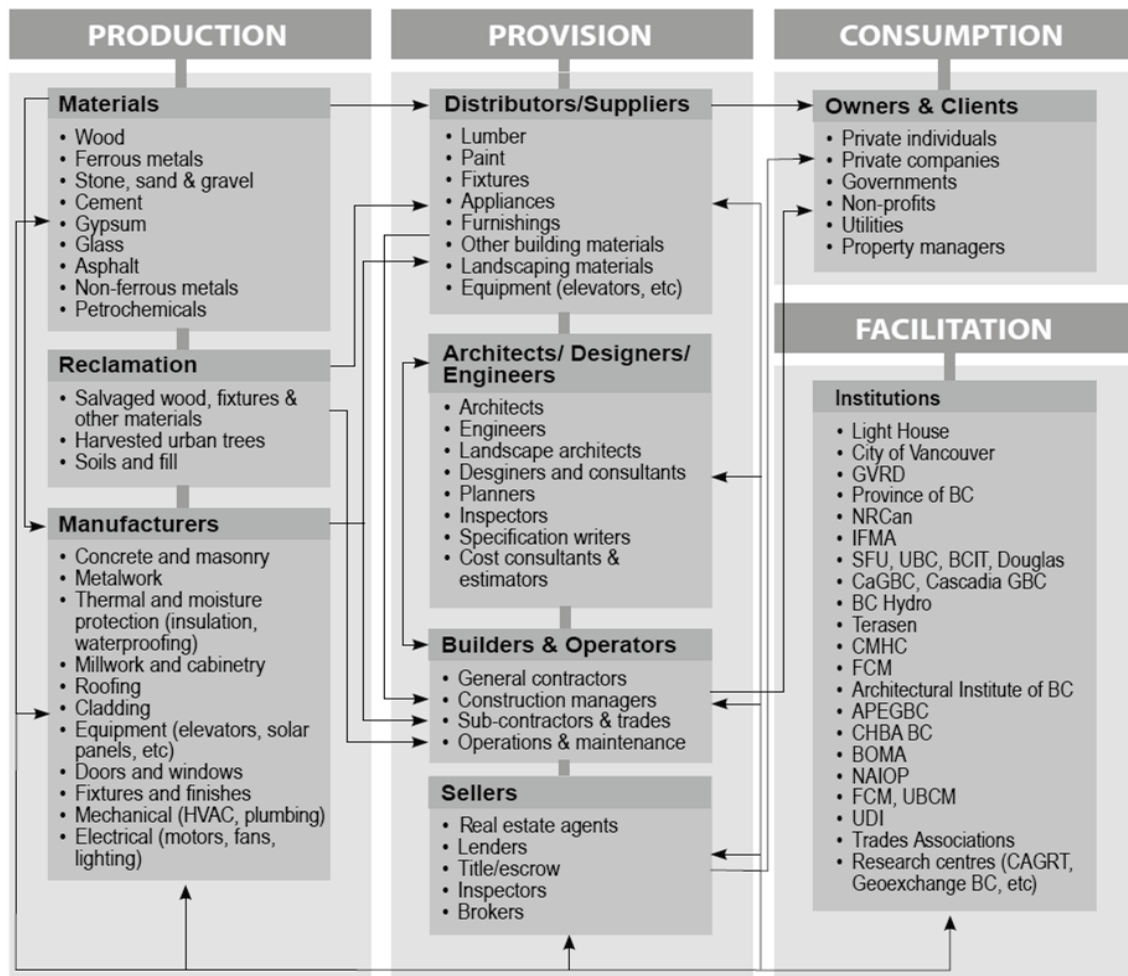 PRODUCTION
Materials
• Wood
• Ferrous metals
• Stone, sand & gravel
• Cement
• Gypsum
• Glass
• Asphalt
• Non-ferrous metals
• Petrochemicals
Reclamation
• Salvaged wood, fixtures &
other materials
• Harvested urban trees
• Soils and fill
Manufacturers
• Concrete and masonry
• Metalwork
• Thermal and moisture
protection (insulation,
waterproofing)
• Millwork and cabinetry
• Roofing
• Cladding
• Equipment (elevators, solar
panels, etc)
• Doors and windows
• Fixtures and finishes
• Mechanical (HVAC, plumbing)
• Electrical (motors, fans,
lighting)
PROVISION
Distributors/Suppliers
• Lumber
• Paint
• Fixtures
• Appliances
• Furnishings
• Other building materials
• Landscaping materials
• Equipment (elevators, etc)
Architects/ Designers/
Engineers
• Architects
• Engineers
• Landscape architects
• Desginers and consultants
• Planners
• Inspectors
• Specification writers
• Cost consultants &
estimators
Builders & Operators
• General contractors
• Construction managers
• Sub-contractors & trades
• Operations & maintenance
Sellers
• Real estate agents
• Lenders
• Title/escrow
• Inspectors
• Brokers
CONSUMPTION
Owners & Clients
• Private individuals
• Private companies
• Governments
• Non-profits
• Utilities
• Property managers
FACILITATION
Institutions
• Light House
• City of Vancouver
• GVRD
• Province of BC
• NRCan
• IFMA
• SFU, UBC, BCIT, Douglas
• CaGBC, Cascadia GBC
• BC Hydro
• Terasen
• CMHC
• FCM
• Architectural Institute of BC
• APEGBC
• CHBA BC
• BOMA
• NAIOP
• FCM, UBCM
• UDI
• Trades Associations
• Research centres (CAGRT,
Geoexchange BC, etc)